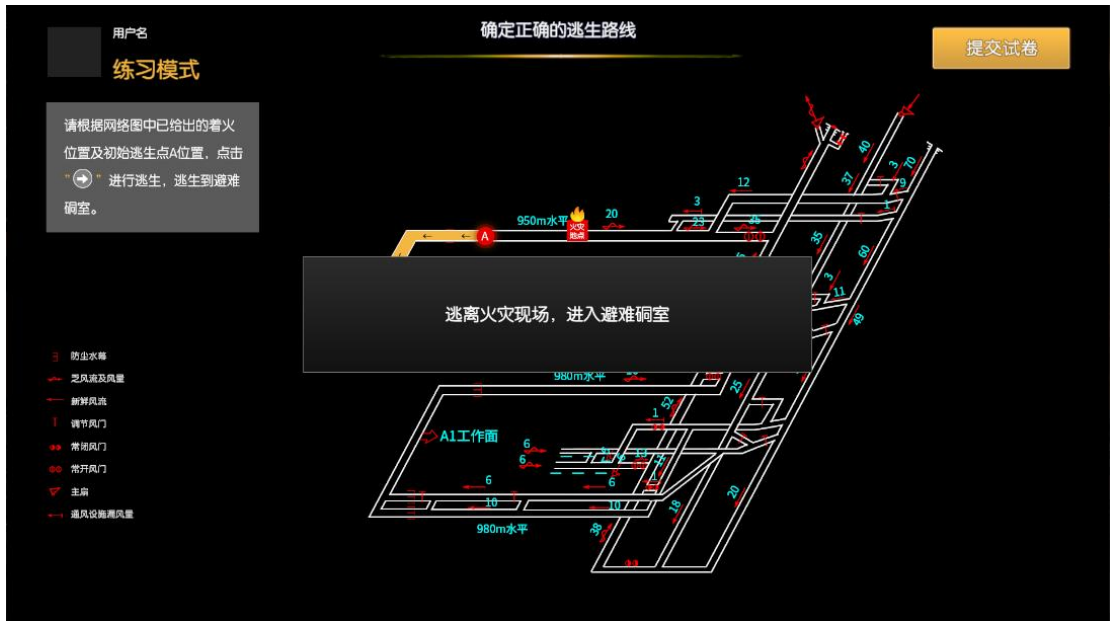 用户名
练习模式
确定正确的逃生路线
提交试卷
请根据网络图中已给出的着火
位置及初始逃生点A位置，点击
"➔"进行逃生，逃生到避难
硐室。
40
3
70
37
9
12
3
1
950m水平
20
23
火灾
地点
A
35
60
3
11
49
逃离火灾现场，进入避难硐室
980m水平
25
52
1
A1工作面
6
6
13
11
1
6
6
10
10
18
20
980m水平
38
防尘水幕
乏风流及风量
新鲜风流
调节风门
常闭风门
常开风门
主扇
通风设施漏风量